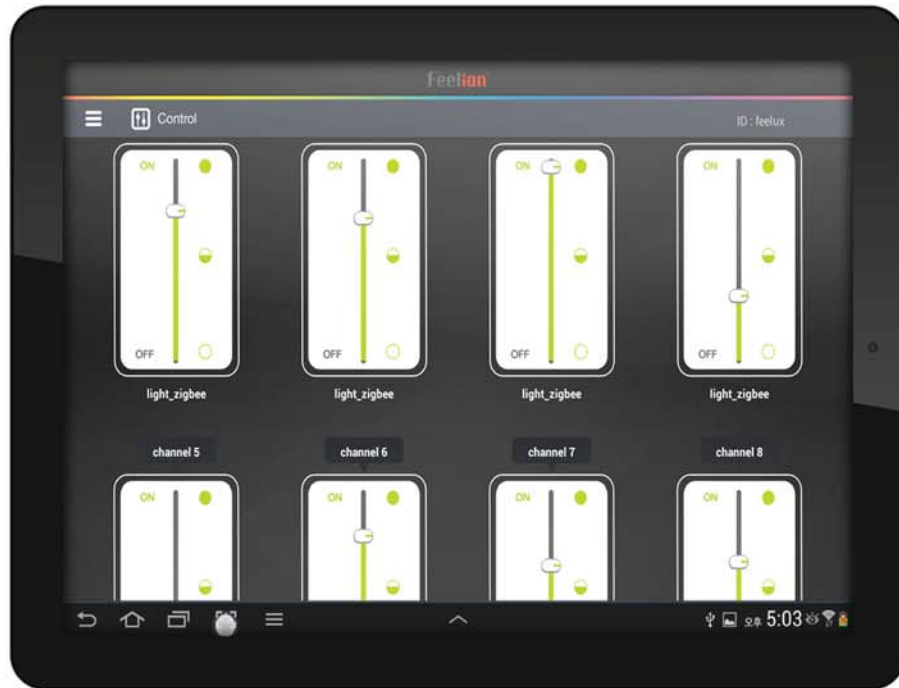 Feelian
Control
ID : feelux
ON
ON
ON
ON
OFF
OFF
OFF
OFF
light_zigbee
light_zigbee
light_zigbee
light_zigbee
channel 5
channel 6
channel 7
channel 8
ON
ON
ON
ON
오후 5:03